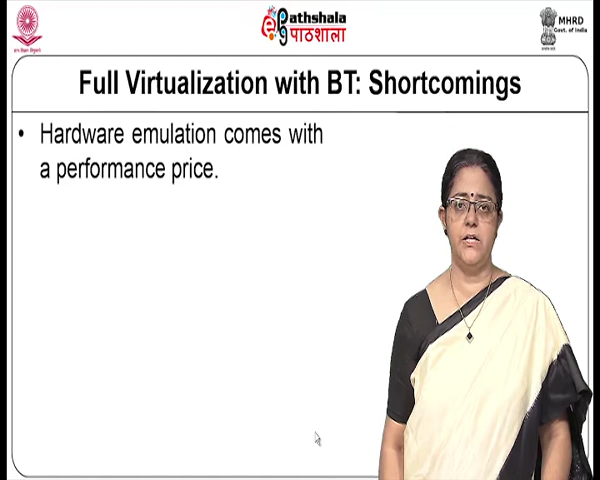 Pathshala
पाठशाला
MHRD
Govt. of India
Full Virtualization with BT: Shortcomings
• Hardware emulation comes with
a performance price.